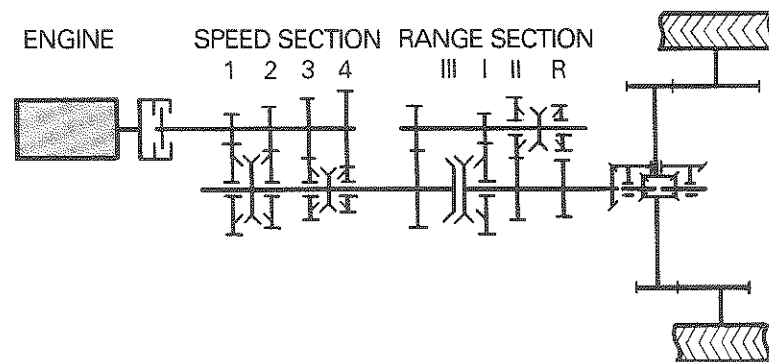 ENGINE SPEED SECTION RANGE SECTION
1 2 3 4 III I II R